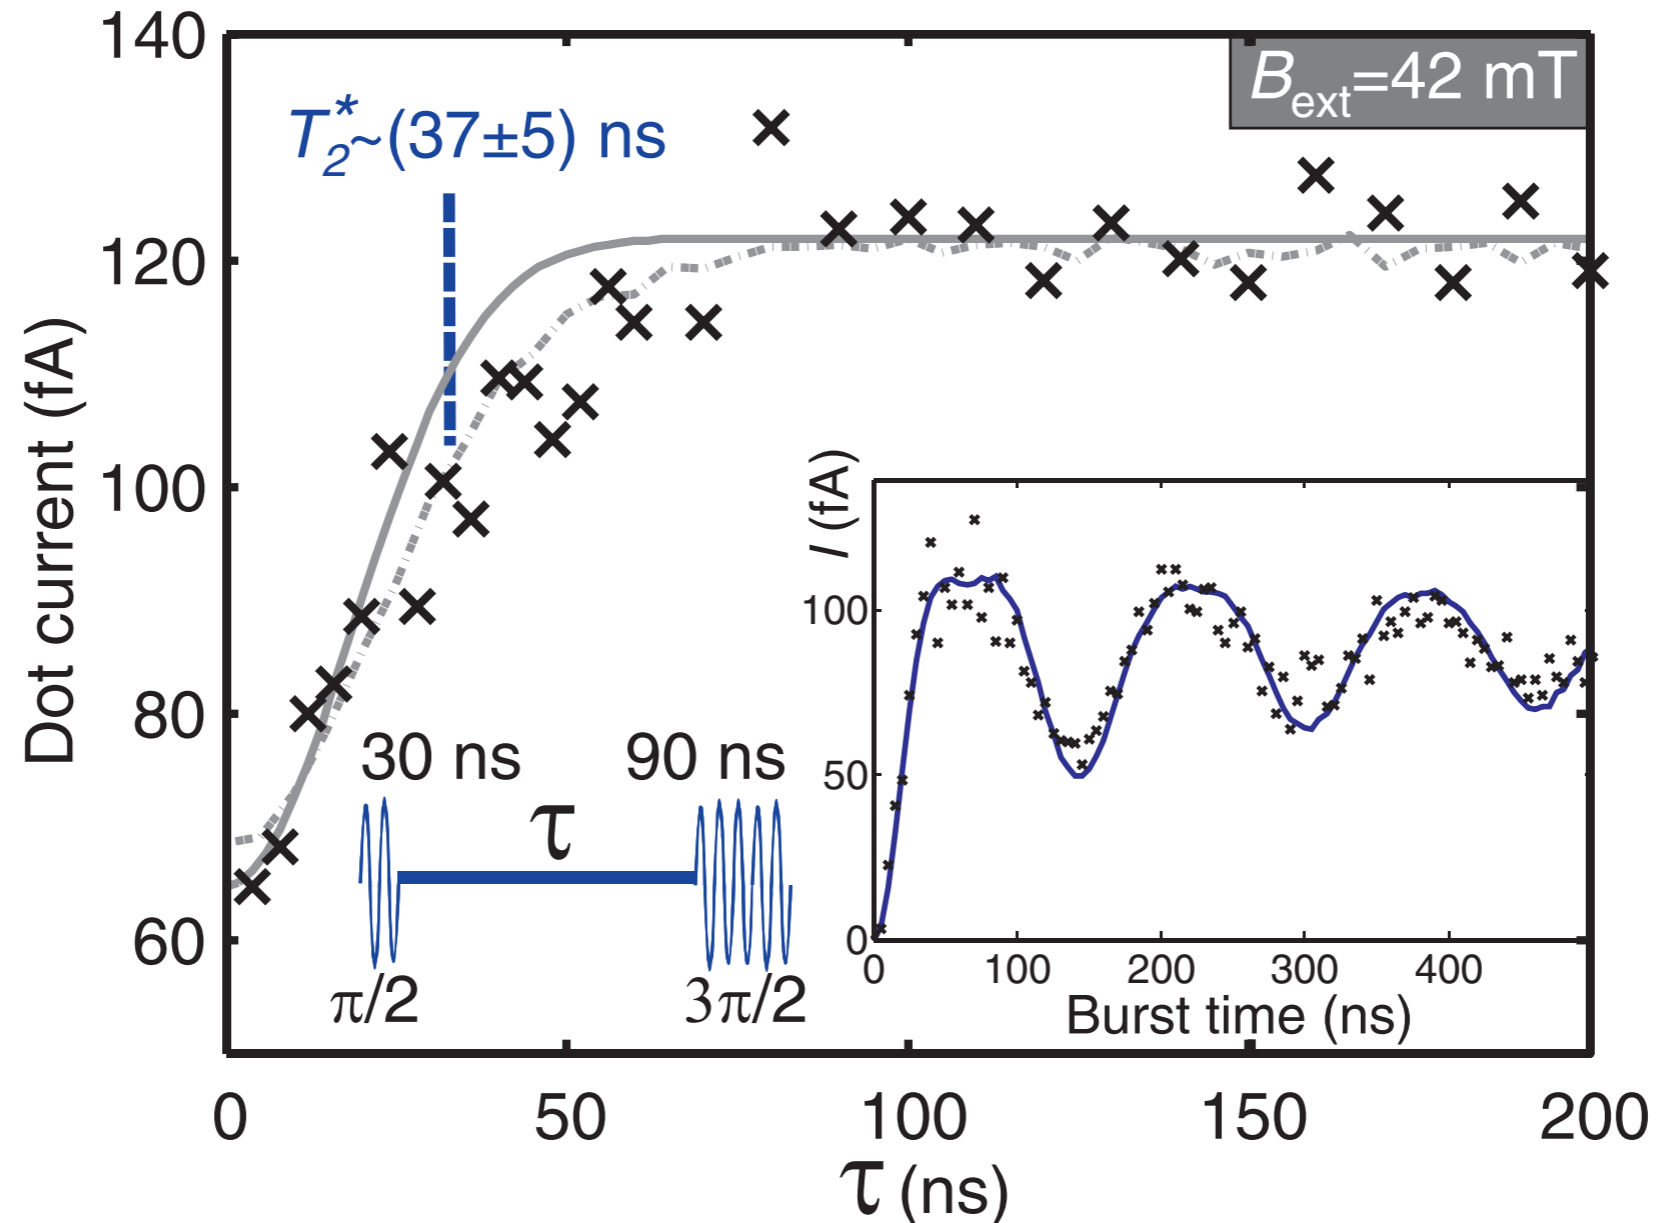 140
120
100
80
60
Dot current (fA)
T₂*~(37±5) ns
Bext=42 mT
30 ns
90 ns
τ
π/2
3π/2
I (fA)
100
50
0
0 100 200 300 400
Burst time (ns)
0 50 100 150 200
τ (ns)